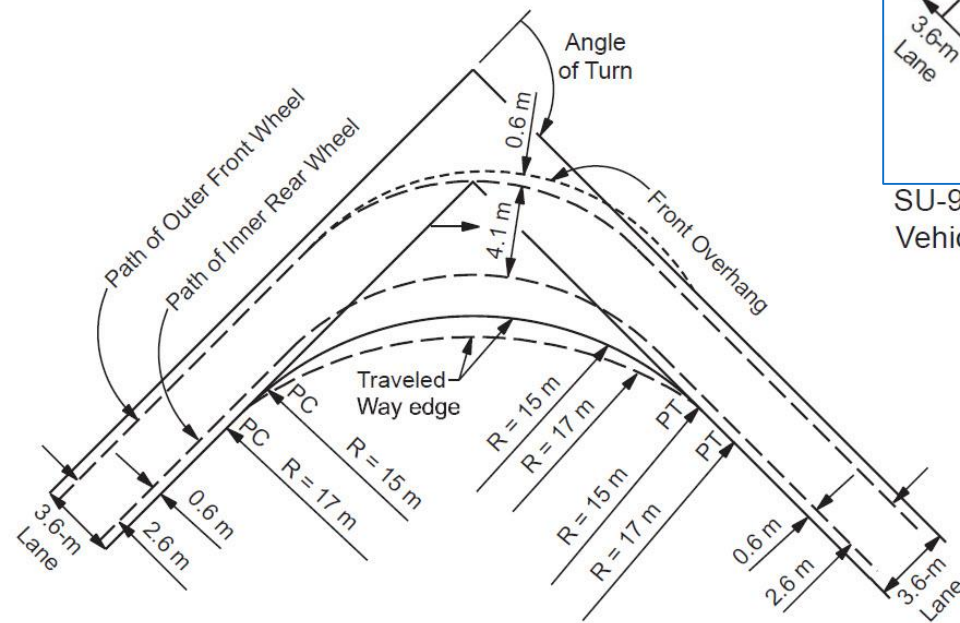 Angle
of Turn
3.6-m
Lane
0.6 m
Path of Outer Front Wheel
Path of Inner Rear Wheel
Front Overhang
4.1 m
SU-9
Vehic
Traveled
Way edge
PC
PC
R = 15 m
R = 17 m
R = 15 m
R = 17 m
PT
PT
R = 15 m
R = 17 m
3.6-m
Lane
2.6 m
0.6 m
0.6 m
2.6 m
3.6-m
Lane